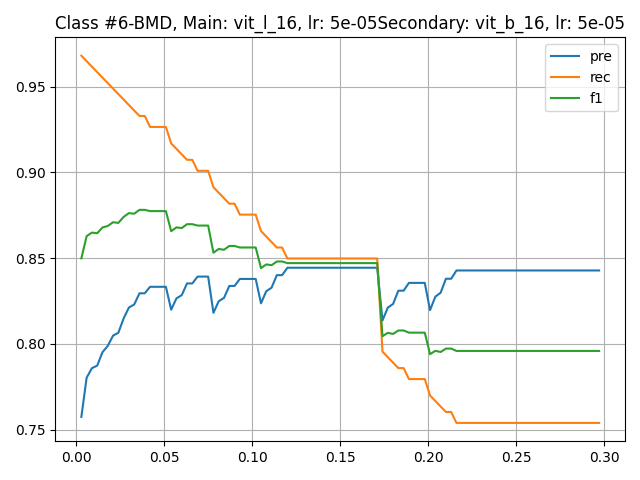 Class #6-BMD, Main: vit_l_16, lr: 5e-05Secondary: vit_b_16, lr: 5e-05
pre
rec
f1
0.95
0.90
0.85
0.80
0.75
0.00 0.05 0.10 0.15 0.20 0.25 0.30